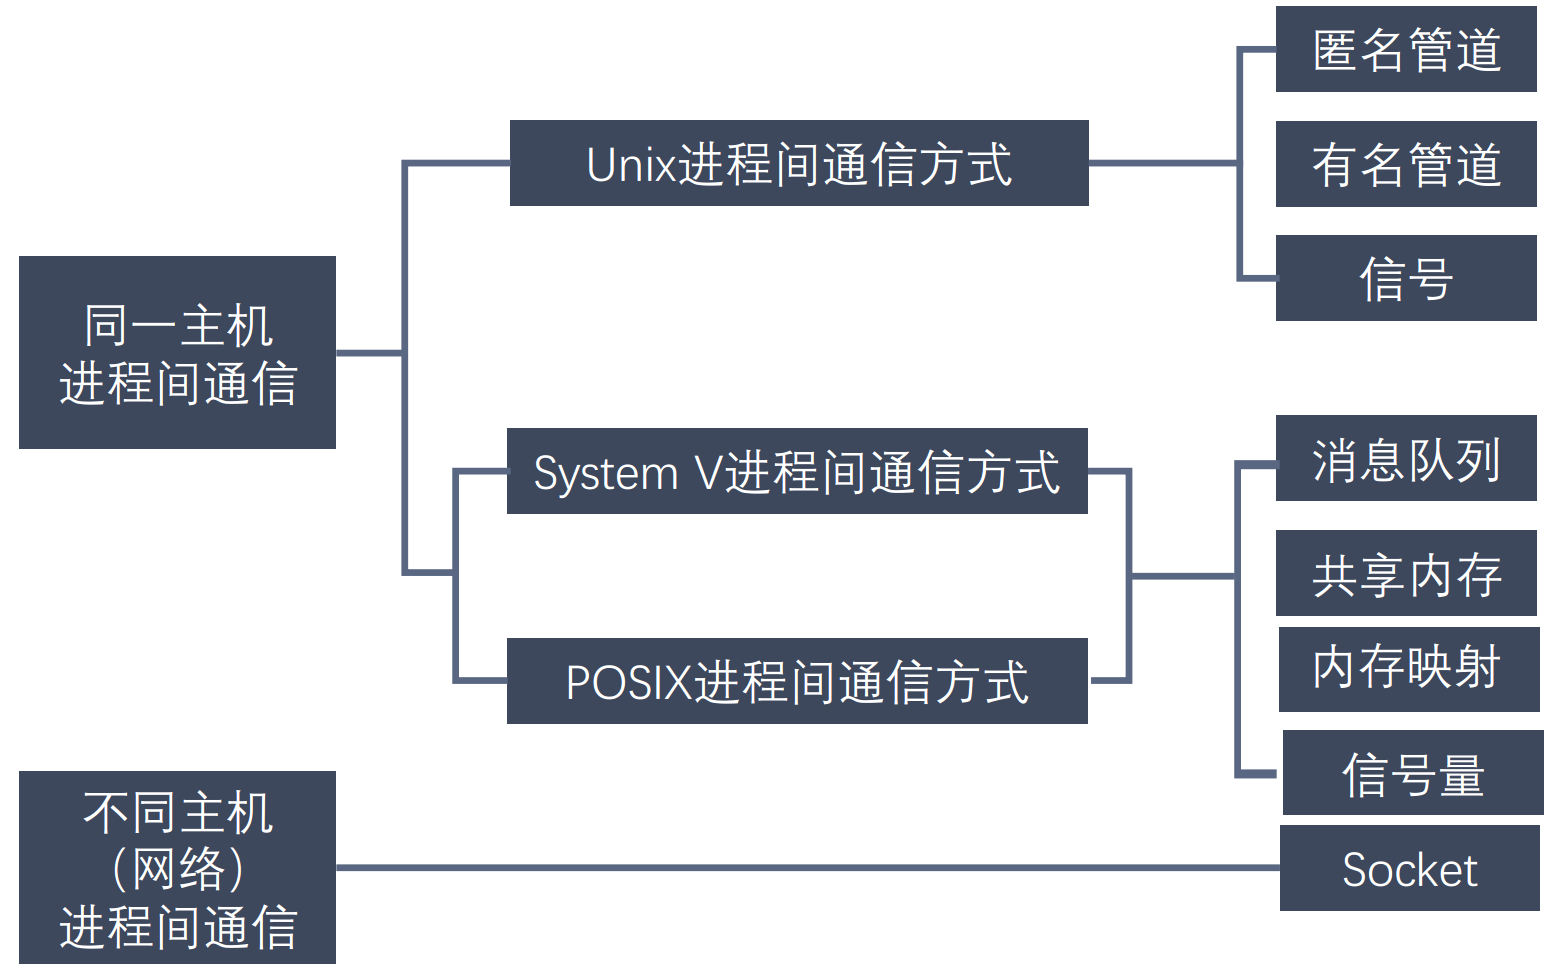 匿名管道
Unix进程间通信方式
有名管道
信号
同一主机
进程间通信
System V进程间通信方式
消息队列
共享内存
POSIX进程间通信方式
内存映射
信号量
不同主机
（网络）
进程间通信
Socket